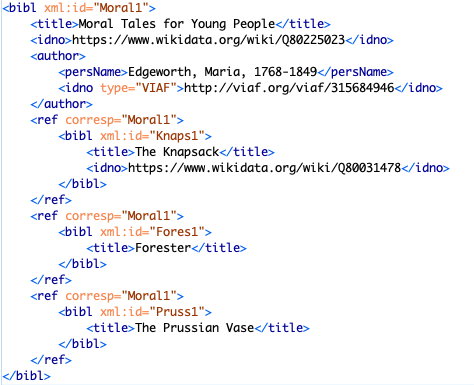 <bibl xml:id="Moral1">
    <title>Moral Tales for Young People</title>
    <idno>https://www.wikidata.org/wiki/Q80225023</idno>
    <author>
        <persName>Edgeworth, Maria, 1768-1849</persName>
        <idno type="VIAF">http://viaf.org/viaf/315684946</idno>
    </author>
    <ref corresp="Moral1">
        <bibl xml:id="Knaps1">
            <title>The Knapsack</title>
            <idno>https://www.wikidata.org/wiki/Q80031478</idno>
        </bibl>
    </ref>
    <ref corresp="Moral1">
        <bibl xml:id="Fores1">
            <title>Forester</title>
        </bibl>
    </ref>
    <ref corresp="Moral1">
        <bibl xml:id="Pruss1">
            <title>The Prussian Vase</title>
        </bibl>
    </ref>
</bibl>